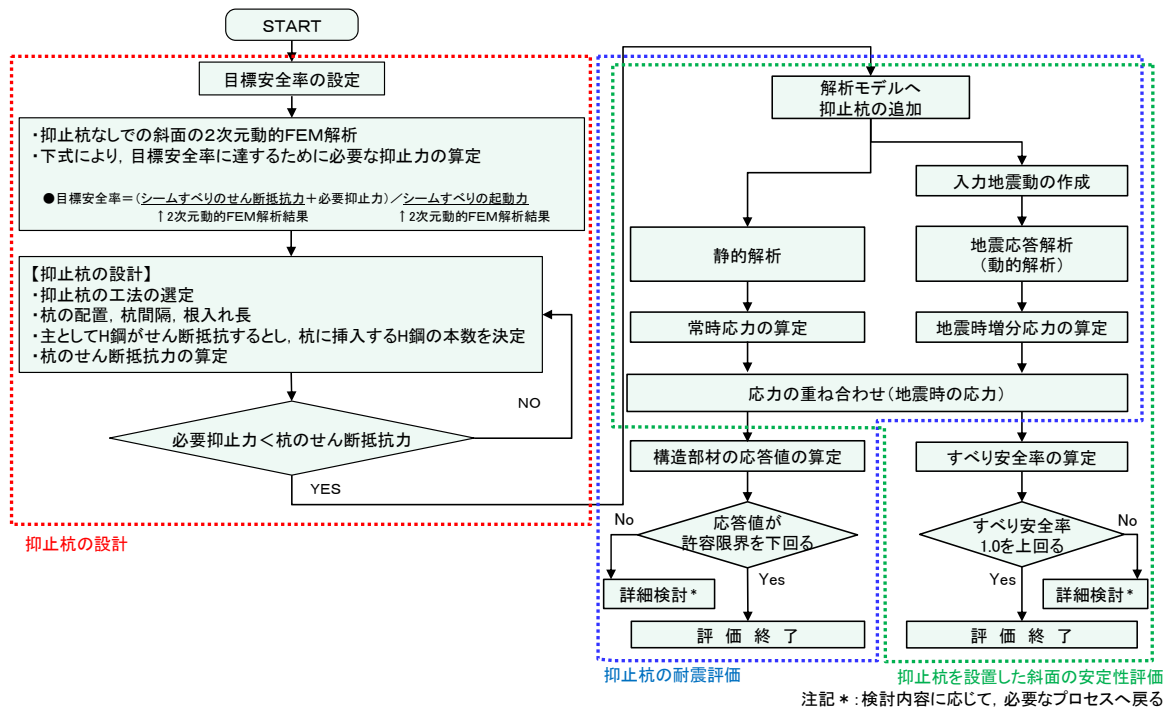 START
目標安全率の設定
・抑止杭なしでの斜面の２次元動的FEM解析
・下式により，目標安全率に達するために必要な抑止力の算定
●目標安全率＝（シームすべりのせん断抵抗力＋必要抑止力）／シームすべりの起動力
↑2次元動的FEM解析結果 ↑2次元動的FEM解析結果
【抑止杭の設計】
・抑止杭の工法の選定
・杭の配置，杭間隔，根入れ長
・主としてH鋼がせん断抵抗するとし，杭に挿入するH鋼の本数を決定
・杭のせん断抵抗力の算定
NO
必要抑止力＜杭のせん断抵抗力
YES
抑止杭の設計
解析モデルへ
抑止杭の追加
入力地震動の作成
静的解析
地震応答解析
（動的解析）
常時応力の算定
地震時増分応力の算定
応力の重ね合わせ（地震時の応力）
構造部材の応答値の算定
すべり安全率の算定
応答値が
許容限界を下回る
No
Yes
詳細検討*
評 価 終 了
すべり安全率
1.0を上回る
No
Yes
詳細検討*
評 価 終 了
抑止杭の耐震評価
抑止杭を設置した斜面の安定性評価
注記＊：検討内容に応じて，必要なプロセスへ戻る